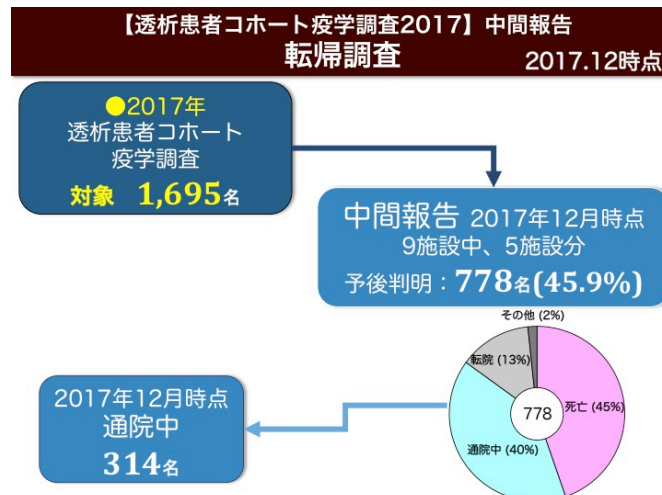 【透析患者コホート疫学調査2017】中間報告
転帰調査
2017.12時点
●2017年
透析患者コホート
疫学調査
対象 1,695名
中間報告 2017年12月時点
9施設中、5施設分
予後判明：778名(45.9%)
その他 (2%)
転院 (13%)
死亡 (45%)
778
通院中 (40%)
2017年12月時点
通院中
314名